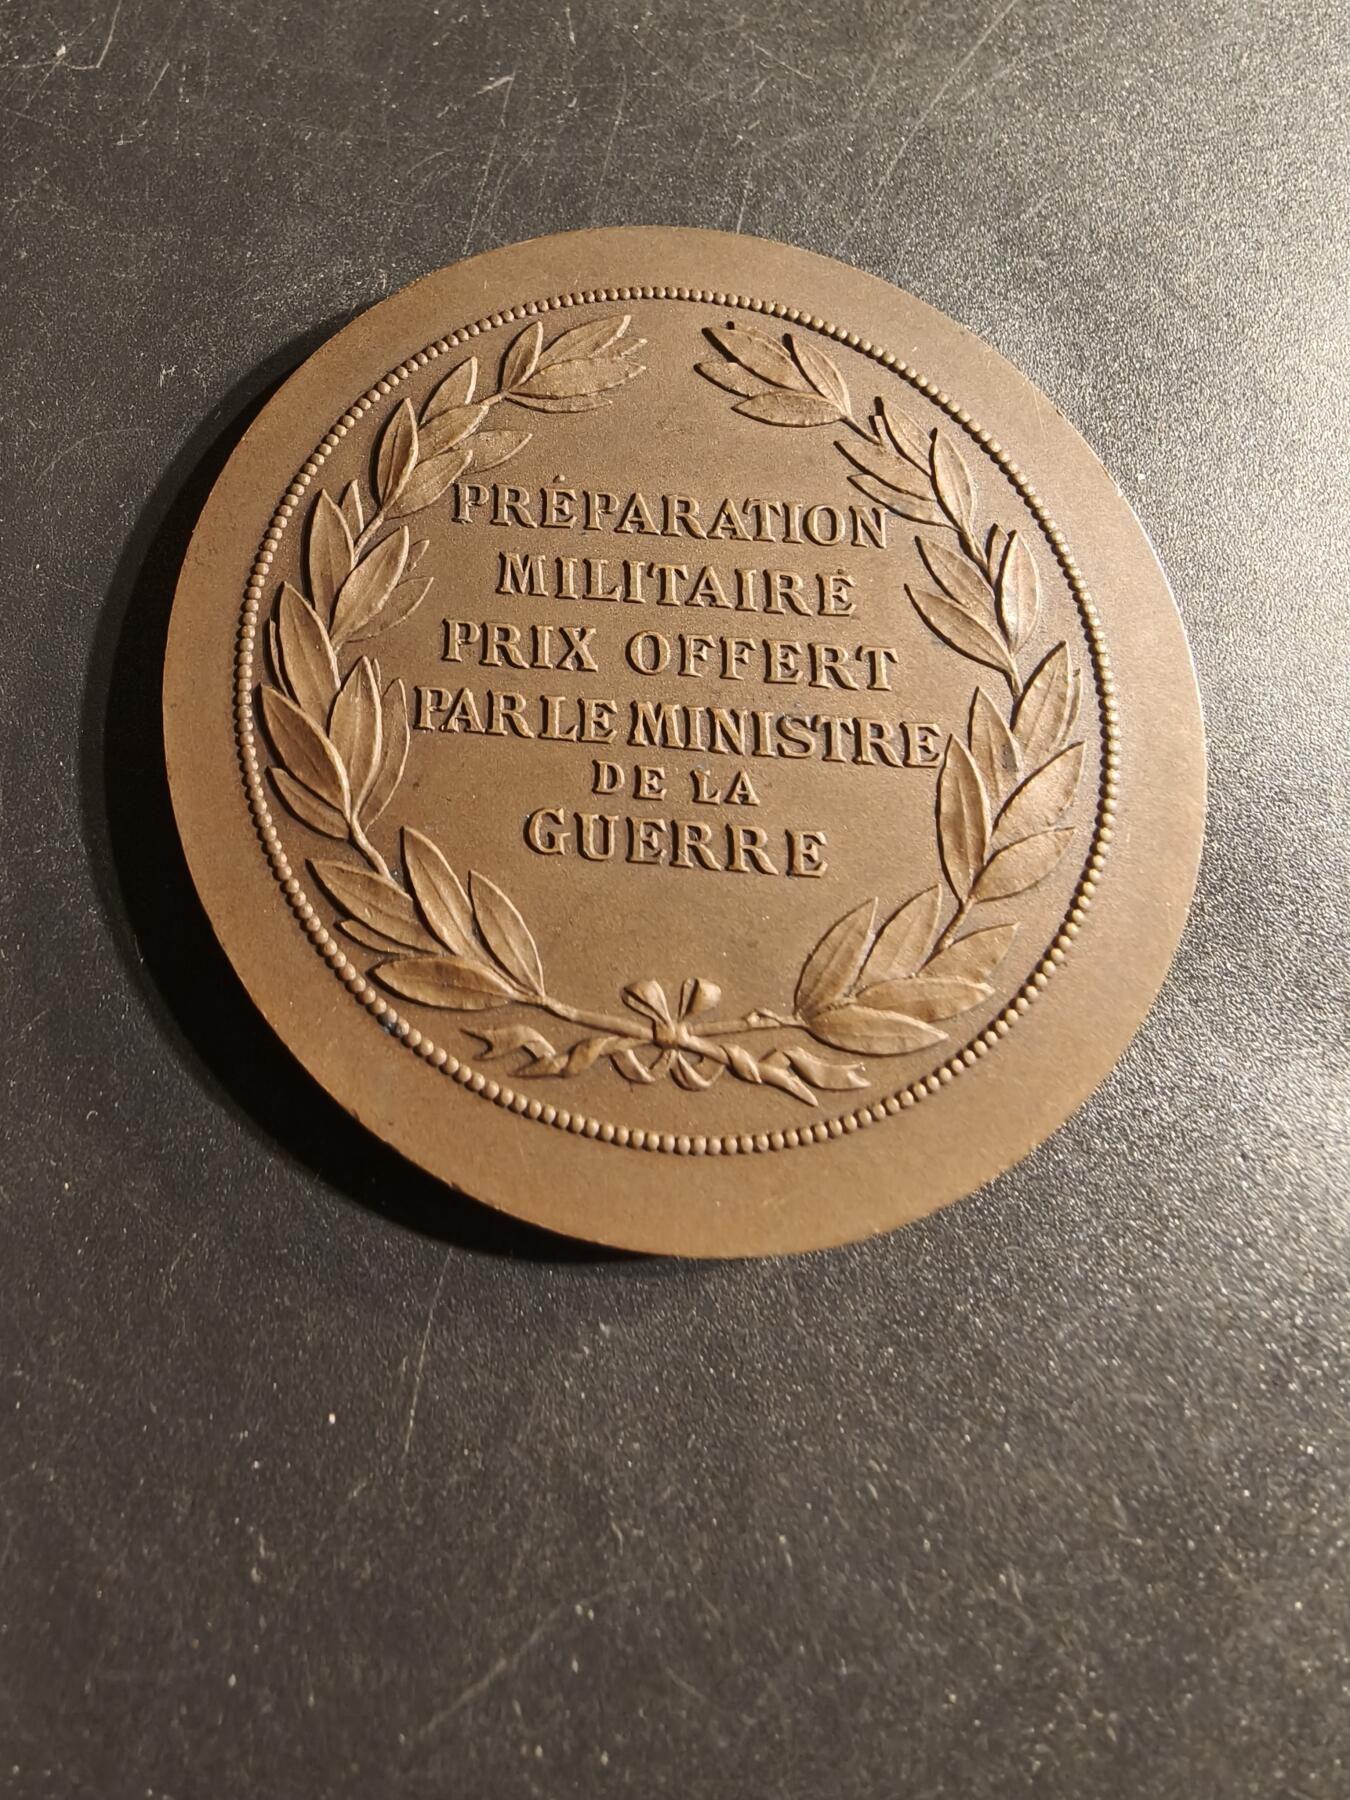 PRÉPARATION
MILITAIRE
PRIX OFFERT
PAR LE MINISTRE
DE LA
GUERRE